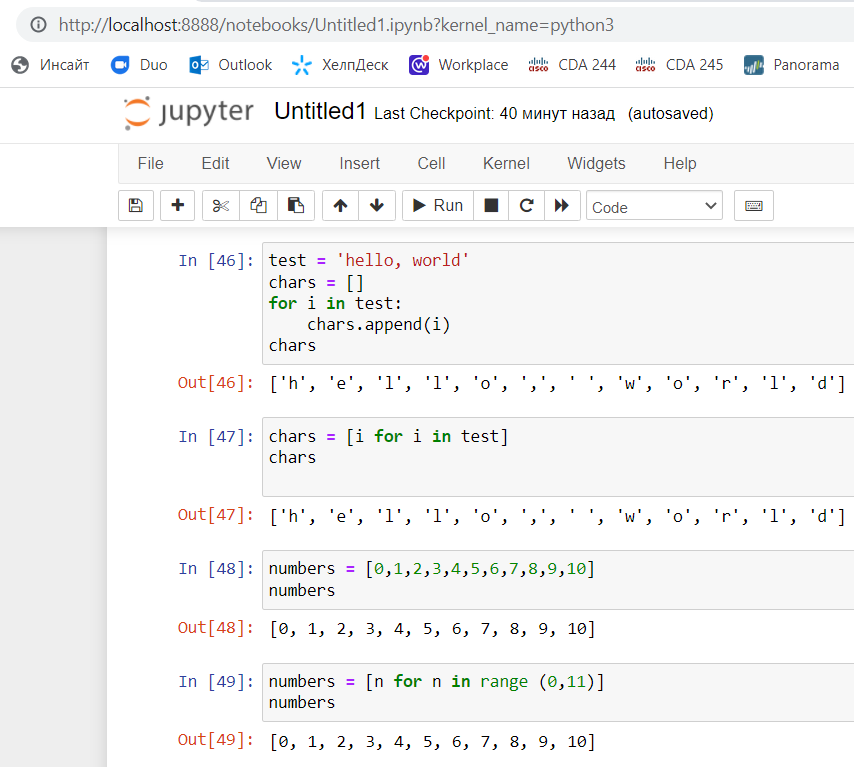 http://localhost:8888/notebooks/Untitled1.ipynb?kernel_name=python3
Инсайт Duo Outlook ХелпДеск Workplace CDA 244 CDA 245 Panorama
jupyter Untitled1 Last Checkpoint: 40 минут назад (autosaved)
File Edit View Insert Cell Kernel Widgets Help
Run Code
In [46]: test = 'hello, world'
chars = []
for i in test:
    chars.append(i)
chars
Out[46]: ['h', 'e', 'l', 'l', 'o', ',', ' ', 'w', 'o', 'r', 'l', 'd']
In [47]: chars = [i for i in test]
chars
Out[47]: ['h', 'e', 'l', 'l', 'o', ',', ' ', 'w', 'o', 'r', 'l', 'd']
In [48]: numbers = [0,1,2,3,4,5,6,7,8,9,10]
numbers
Out[48]: [0, 1, 2, 3, 4, 5, 6, 7, 8, 9, 10]
In [49]: numbers = [n for n in range (0,11)]
numbers
Out[49]: [0, 1, 2, 3, 4, 5, 6, 7, 8, 9, 10]